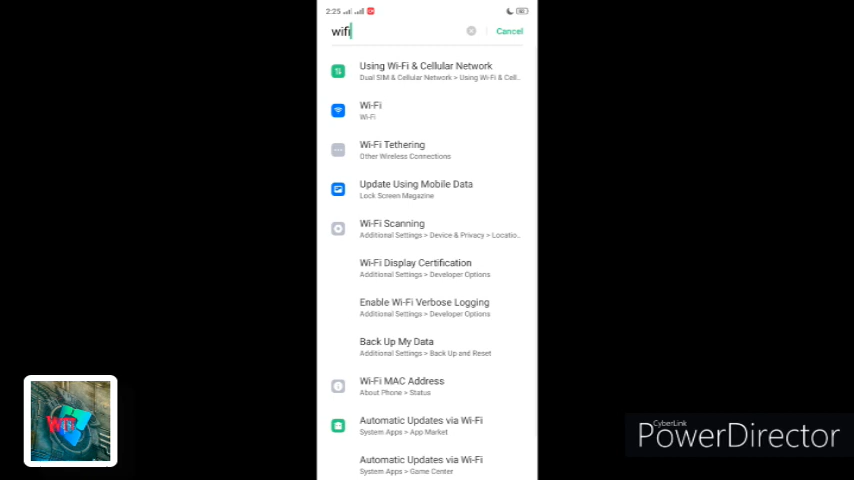 2:25
wifi
Cancel
Using Wi-Fi & Cellular Network
Dual SIM & Cellular Network > Using Wi-Fi & Cell..
Wi-Fi
Wi-Fi
Wi-Fi Tethering
Other Wireless Connections
Update Using Mobile Data
Lock Screen Magazine
Wi-Fi Scanning
Additional Settings > Device & Privacy > Locatio..
Wi-Fi Display Certification
Additional Settings > Developer Options
Enable Wi-Fi Verbose Logging
Additional Settings > Developer Options
Back Up My Data
Additional Settings > Back Up and Reset
Wi-Fi MAC Address
About Phone > Status
Automatic Updates via Wi-Fi
System Apps > App Market
Automatic Updates via Wi-Fi
System Apps > Game Center
CyberLink
PowerDirector